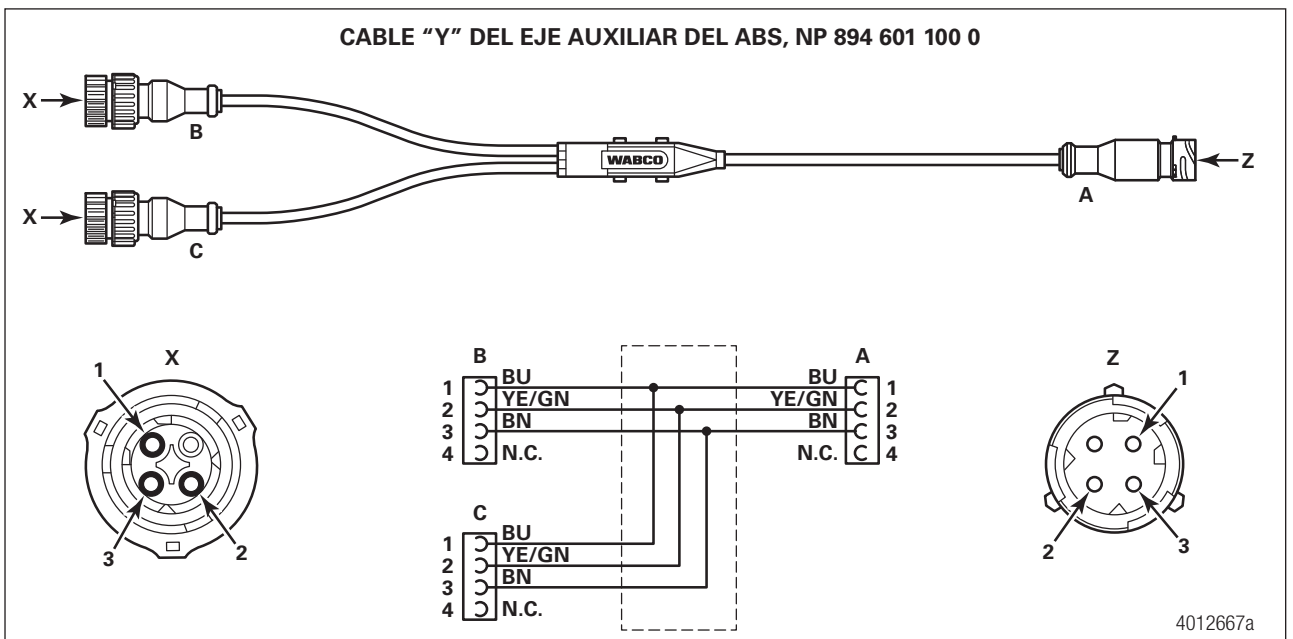 CABLE “Y” DEL EJE AUXILIAR DEL ABS, NP 894 601 100 0
X
B
WABCO
Z
A
X
C
X
1
3
2
B
A
1 BU BU 1
2 YE/GN YE/GN 2
3 BN BN 3
4 N.C. N.C. 4
C
1 BU
2 YE/GN
3 BN
4 N.C.
Z
1
2
3
4012667a